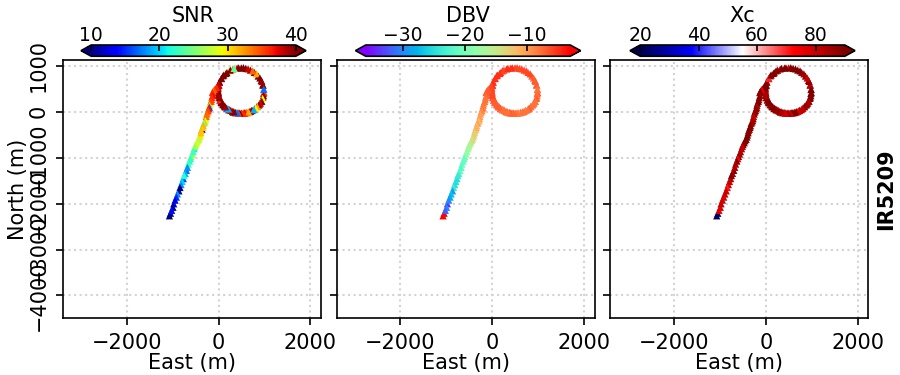 SNR DBV Xc
10 20 30 40 −30 −20 −10 20 40 60 80
1000
0
−1000
−2000
−3000
−4000
North (m)
IR5209
−2000 0 2000 −2000 0 2000 −2000 0 2000
East (m) East (m) East (m)